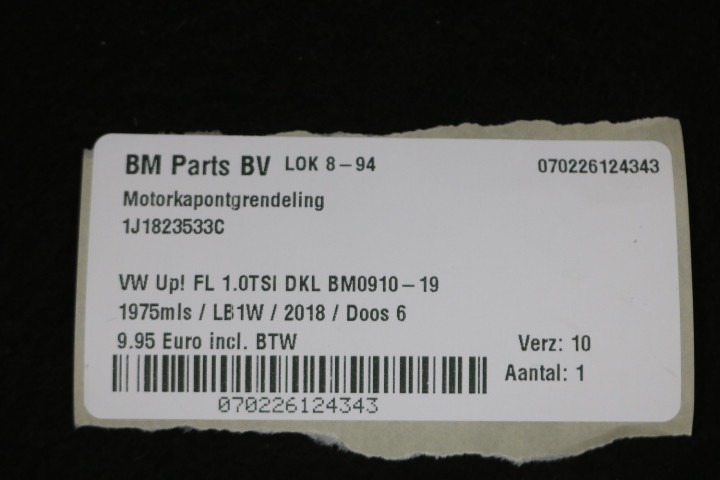 BM Parts BV LOK 8-94 070226124343
Motorkapontgrendeling
1J1823533C
VW Up! FL 1.0TSI DKL BM0910-19
1975mls / LB1W / 2018 / Doos 6
9.95 Euro incl. BTW Verz: 10
Aantal: 1
070226124343